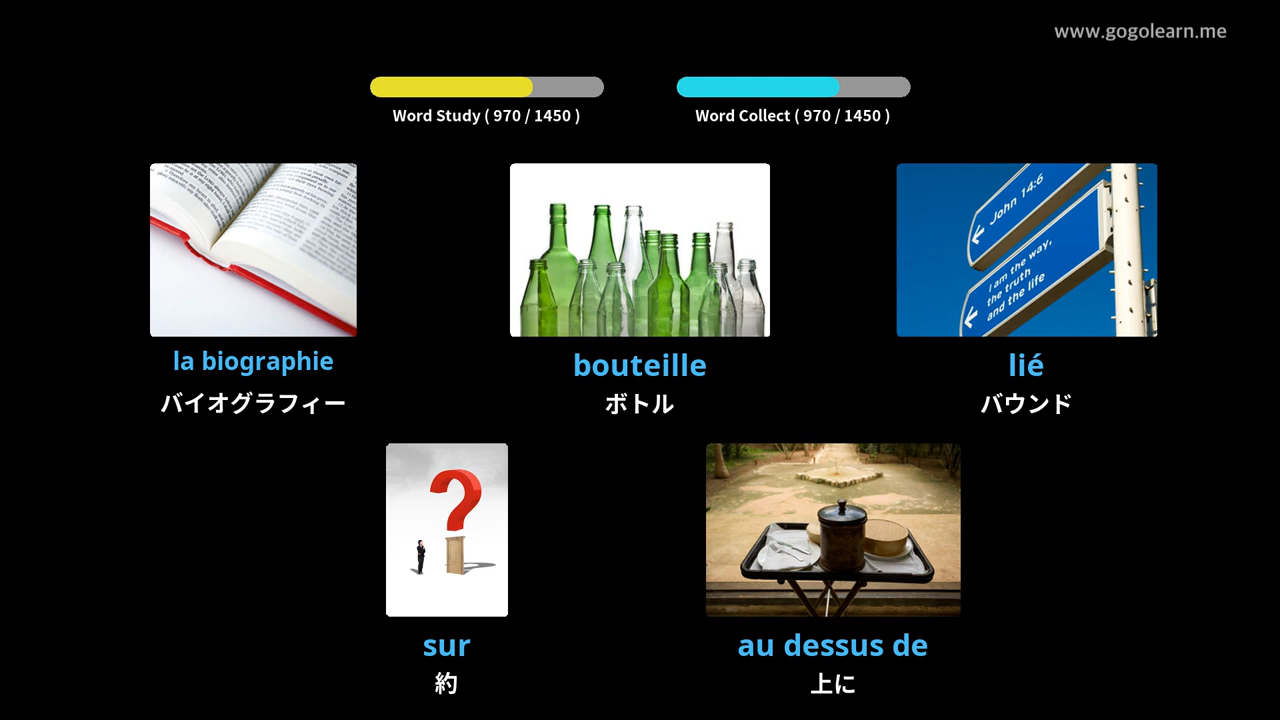 www.gogolearn.me
Word Study ( 970 / 1450 )
Word Collect ( 970 / 1450 )
John 14:6
I am the way,
the truth
and the life
la biographie
バイオグラフィー
bouteille
ボトル
lié
バウンド
sur
約
au dessus de
上に